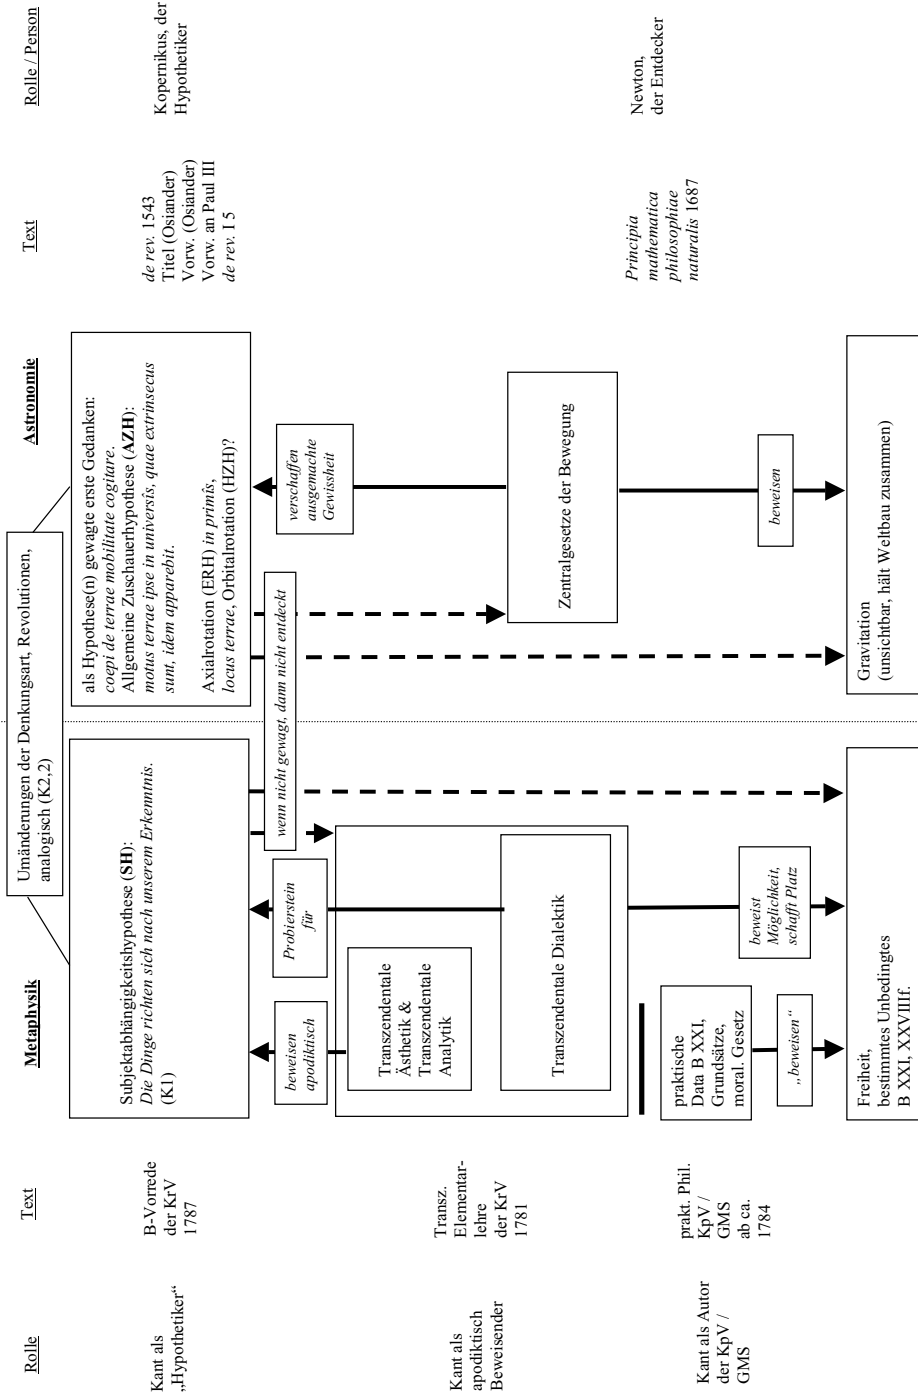 Rolle
Text
Metaphysik
Astronomie
Text
Rolle / Person
Umänderungen der Denkungsart, Revolutionen,
analogisch (K2,2)
Kant als
„Hypothetiker“
B-Vorrede
der KrV
1787
Subjektabhängigkeitshypothese (SH):
Die Dinge richten sich nach unserem Erkenntnis.
(K1)
als Hypothese(n) gewagte erste Gedanken:
coepi de terrae mobilitate cogitare.
Allgemeine Zuschauerhypothese (AZH):
motus terrae ipse in universis, quae extrinsecus
sunt, idem apparebit.
Axialrotation (ERH) in primîs,
locus terrae, Orbitalrotation (HZH)?
de rev. 1543
Titel (Osiander)
Vorw. (Osiander)
Vorw. an Paul III
de rev. I 5
Kopernikus, der
Hypothetiker
beweisen
apodiktisch
Probierstein
für
wenn nicht gewagt, dann nicht entdeckt
verschaffen
ausgemachte
Gewissheit
Kant als
apodiktisch
Beweisender
Transz.
Elementar-
lehre
der KrV
1781
Transzendentale
Ästhetik &
Transzendentale
Analytik
Transzendentale Dialektik
Zentralgesetze der Bewegung
Principia
mathematica
philosophiae
naturalis 1687
Newton,
der Entdecker
Kant als Autor
der KpV /
GMS
prakt. Phil.
KpV /
GMS
ab ca.
1784
praktische
Data B XXI,
Grundsätze,
moral. Gesetz
„beweisen“
beweist
Möglichkeit,
schafft Platz
beweisen
Freiheit,
bestimmtes Unbedingtes
B XXI, XXVIIIf.
Gravitation
(unsichtbar, hält Weltbau zusammen)